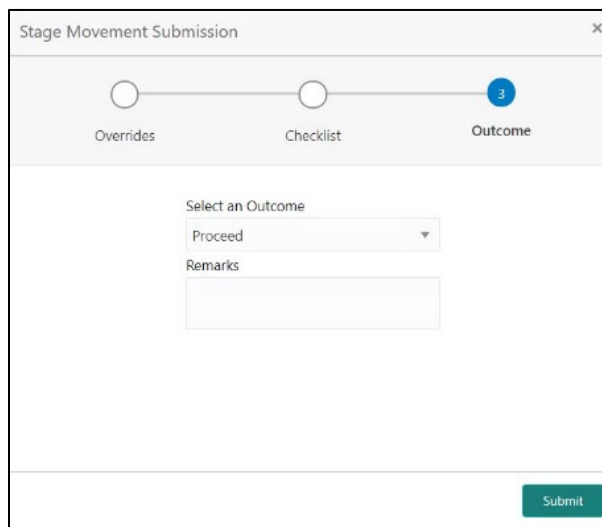 Stage Movement Submission ×
3
Overrides Checklist Outcome
Select an Outcome
Proceed
Remarks
Submit